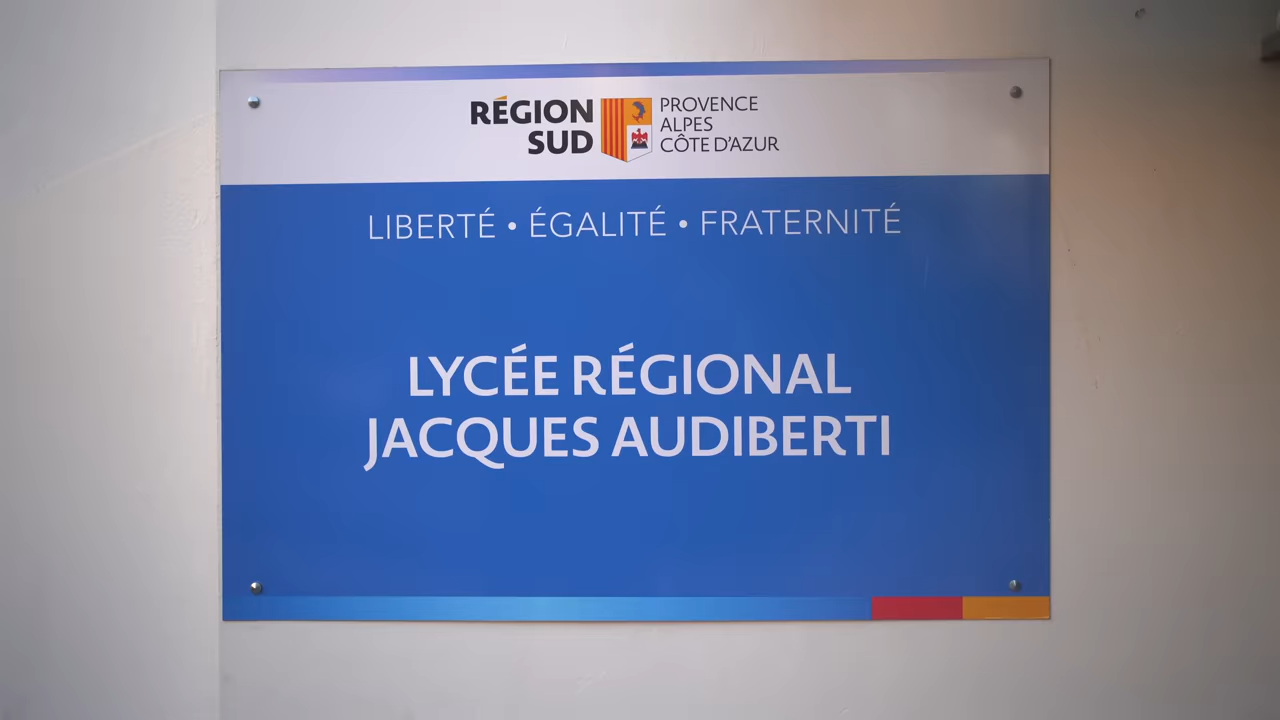 RÉGION
SUD
PROVENCE
ALPES
CÔTE D'AZUR
LIBERTÉ • ÉGALITÉ • FRATERNITÉ
LYCÉE RÉGIONAL
JACQUES AUDIBERTI